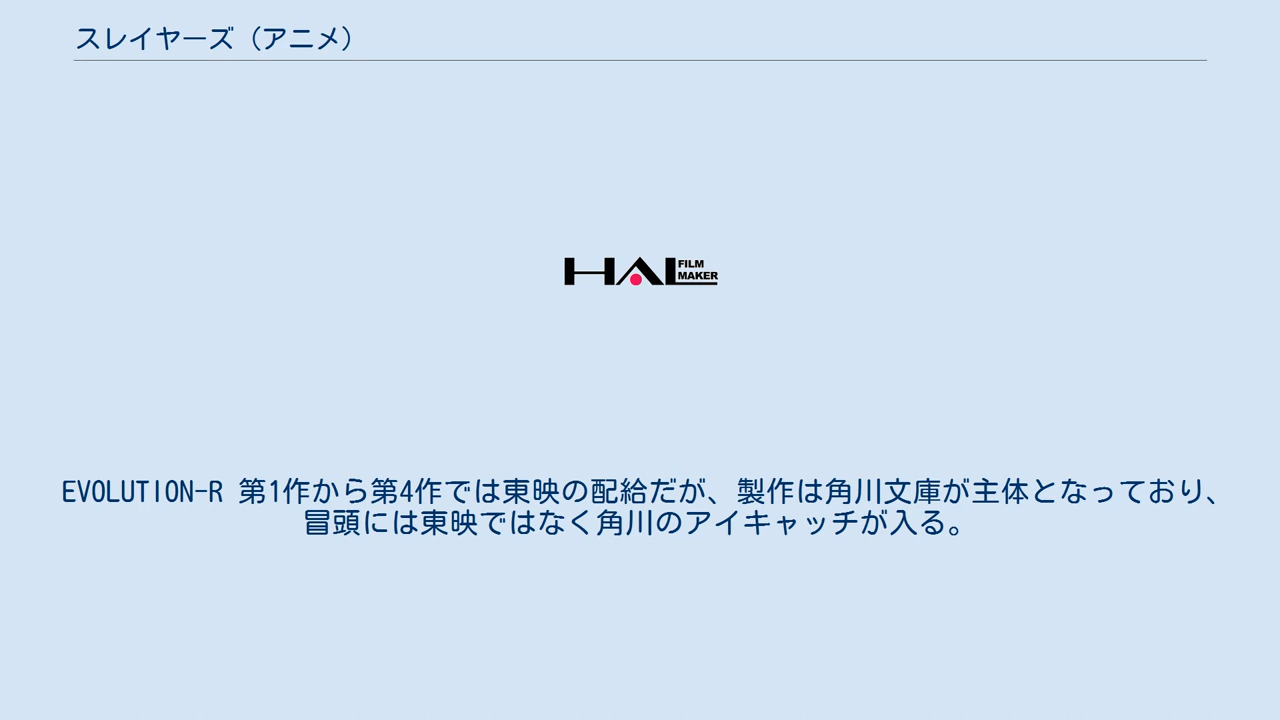 スレイヤーズ（アニメ）
HAL FILM MAKER
EVOLUTION-R 第1作から第4作では東映の配給だが、製作は角川文庫が主体となっており、
冒頭には東映ではなく角川のアイキャッチが入る。